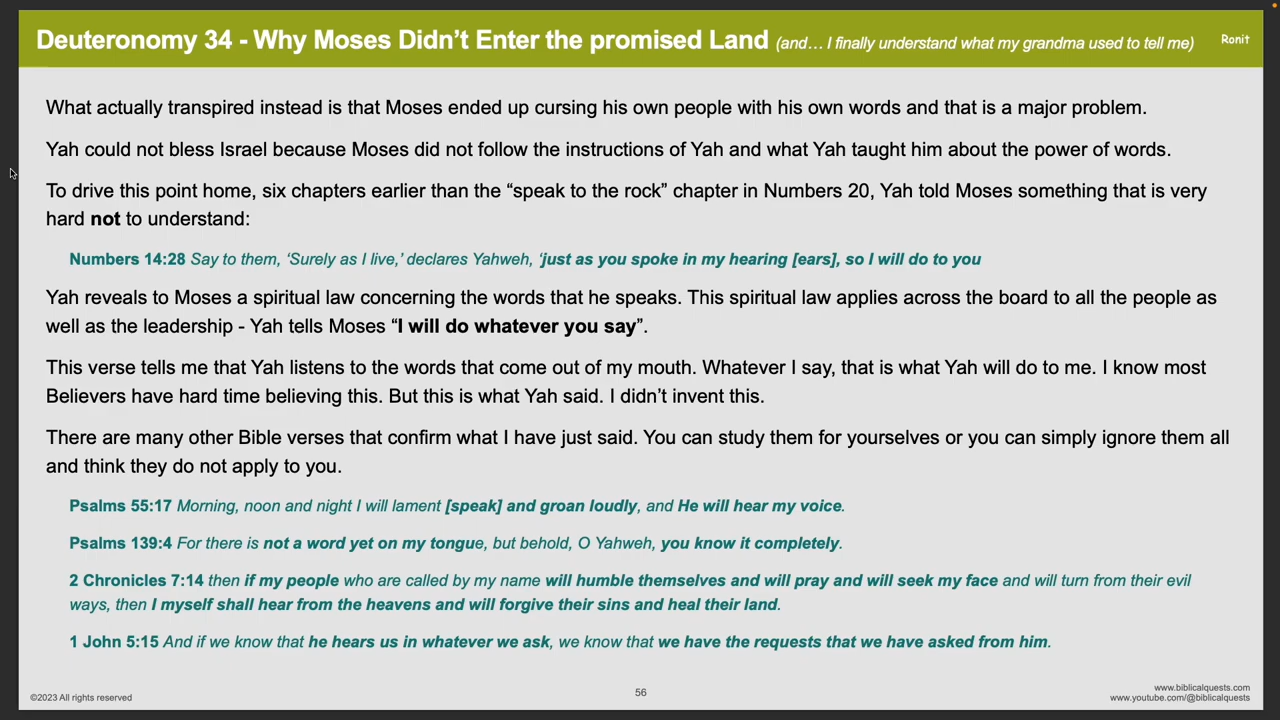 Deuteronomy 34 - Why Moses Didn’t Enter the promised Land (and… I finally understand what my grandma used to tell me) Ronit
What actually transpired instead is that Moses ended up cursing his own people with his own words and that is a major problem.
Yah could not bless Israel because Moses did not follow the instructions of Yah and what Yah taught him about the power of words.
To drive this point home, six chapters earlier than the “speak to the rock” chapter in Numbers 20, Yah told Moses something that is very
hard not to understand:
Numbers 14:28 Say to them, ‘Surely as I live,’ declares Yahweh, ‘just as you spoke in my hearing [ears], so I will do to you
Yah reveals to Moses a spiritual law concerning the words that he speaks. This spiritual law applies across the board to all the people as
well as the leadership - Yah tells Moses “I will do whatever you say”.
This verse tells me that Yah listens to the words that come out of my mouth. Whatever I say, that is what Yah will do to me. I know most
Believers have hard time believing this. But this is what Yah said. I didn’t invent this.
There are many other Bible verses that confirm what I have just said. You can study them for yourselves or you can simply ignore them all
and think they do not apply to you.
Psalms 55:17 Morning, noon and night I will lament [speak] and groan loudly, and He will hear my voice.
Psalms 139:4 For there is not a word yet on my tongue, but behold, O Yahweh, you know it completely.
2 Chronicles 7:14 then if my people who are called by my name will humble themselves and will pray and will seek my face and will turn from their evil
ways, then I myself shall hear from the heavens and will forgive their sins and heal their land.
1 John 5:15 And if we know that he hears us in whatever we ask, we know that we have the requests that we have asked from him.
©2023 All rights reserved
56
www.biblicalquests.com
www.youtube.com/@biblicalquests